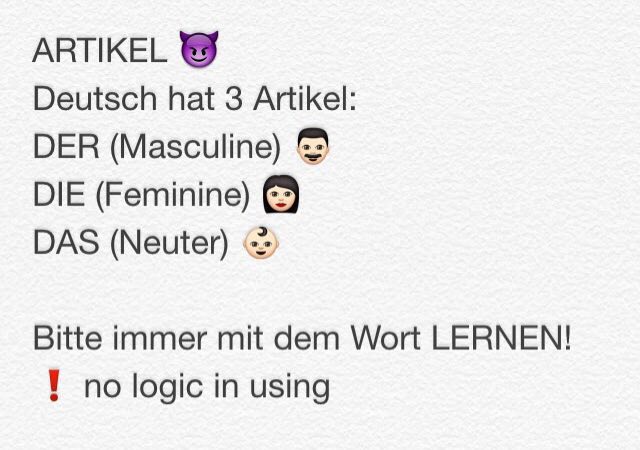 ARTIKEL 😈
Deutsch hat 3 Artikel:
DER (Masculine) 👨🏻
DIE (Feminine) 👩🏻
DAS (Neuter) 👶🏻
Bitte immer mit dem Wort LERNEN!
❗ no logic in using